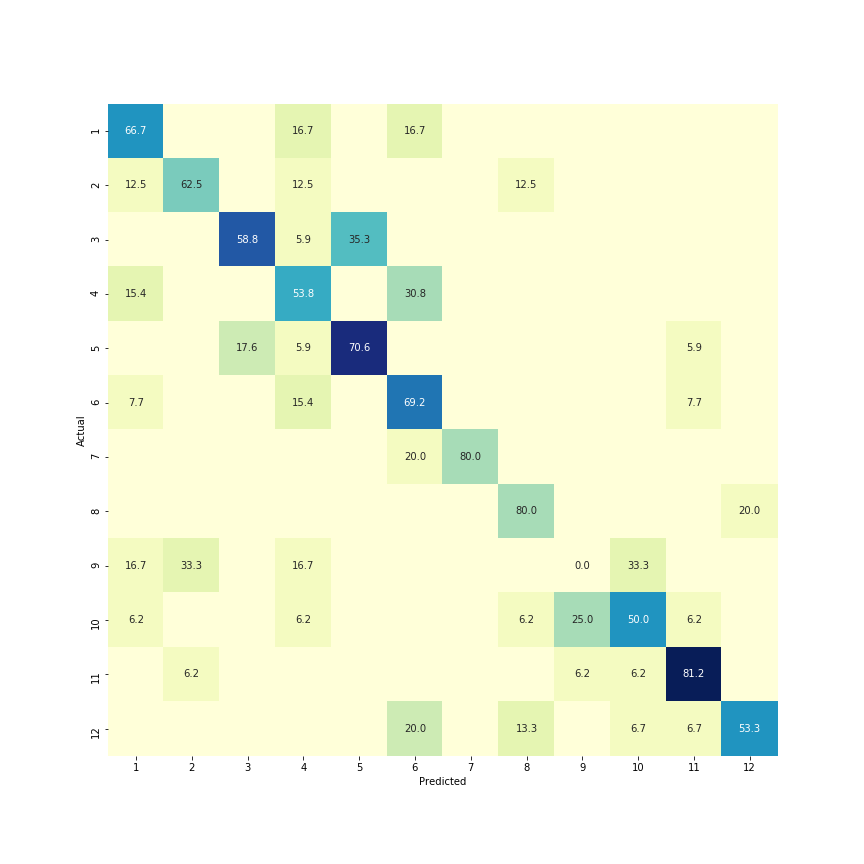 1 66.7 16.7 16.7
2 12.5 62.5 12.5 12.5
3 58.8 5.9 35.3
4 15.4 53.8 30.8
5 17.6 5.9 70.6 5.9
6 7.7 15.4 69.2 7.7
Actual
7 20.0 80.0
8 80.0 20.0
9 16.7 33.3 16.7 0.0 33.3
10 6.2 6.2 6.2 25.0 50.0 6.2
11 6.2 6.2 6.2 81.2
12 20.0 13.3 6.7 6.7 53.3
1 2 3 4 5 6 7 8 9 10 11 12
Predicted